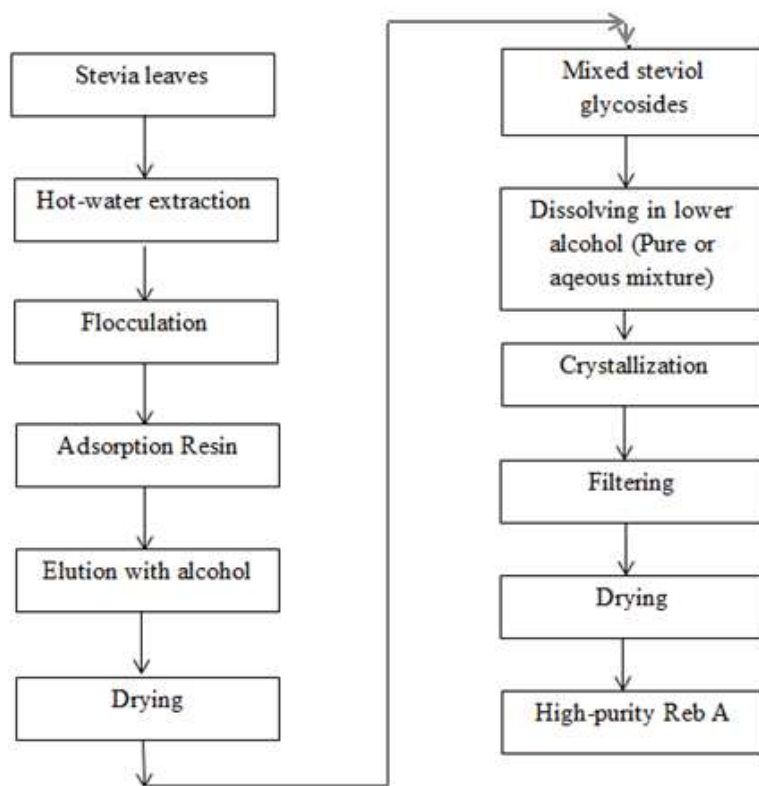 Stevia leaves
Hot-water extraction
Flocculation
Adsorption Resin
Elution with alcohol
Drying
Mixed steviol
glycosides
Dissolving in lower
alcohol (Pure or
aqeous mixture)
Crystallization
Filtering
Drying
High-purity Reb A